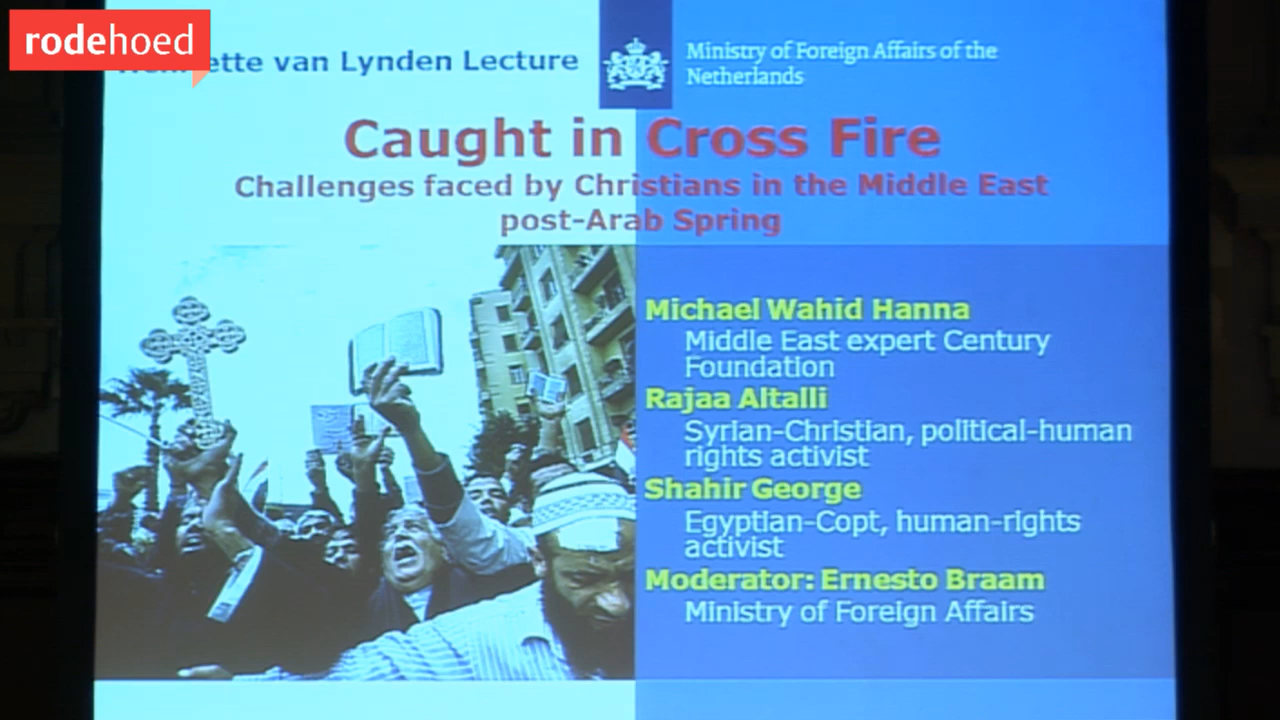 rodehoed
ette van Lynden Lecture
Ministry of Foreign Affairs of the
Netherlands
Caught in Cross Fire
Challenges faced by Christians in the Middle East
post-Arab Spring
Michael Wahid Hanna
Middle East expert Century
Foundation
Rajaa Altalli
Syrian-Christian, political-human
rights activist
Shahir George
Egyptian-Copt, human-rights
activist
Moderator: Ernesto Braam
Ministry of Foreign Affairs